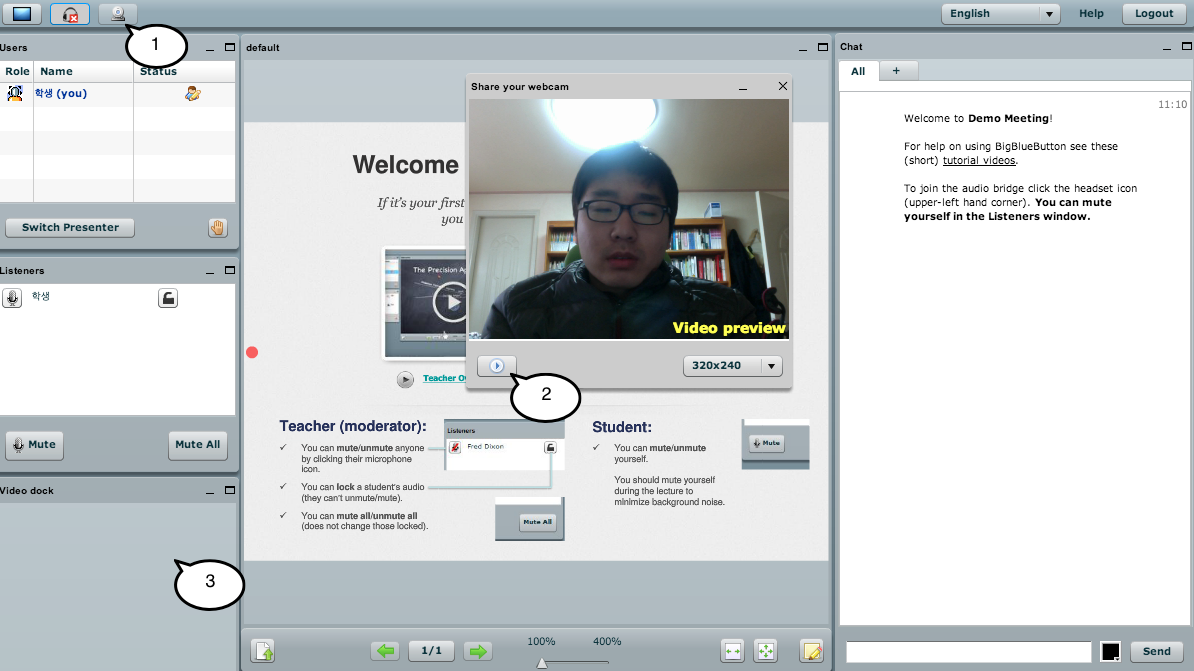 English
Help
Logout
1
Users
Role Name Status
학생 (you)
Switch Presenter
Listeners
학생
Mute
Mute All
Video dock
3
default
Welcome
If it's your first
you
The Precision Ap
Teacher O
Share your webcam
Video preview
320x240
2
Teacher (moderator):
✓ You can mute/unmute anyone
by clicking their microphone
icon.
✓ You can lock a student's audio
(they can't unmute/mute).
✓ You can mute all/unmute all
(does not change those locked).
Listeners
Fred Dixon
Mute All
Student:
✓ You can mute/unmute
yourself.
You should mute yourself
during the lecture to
minimize background noise.
Mute
1/1
100% 400%
Chat
All +
11:10
Welcome to Demo Meeting!
For help on using BigBlueButton see these
(short) tutorial videos.
To join the audio bridge click the headset icon
(upper-left hand corner). You can mute
yourself in the Listeners window.
Send